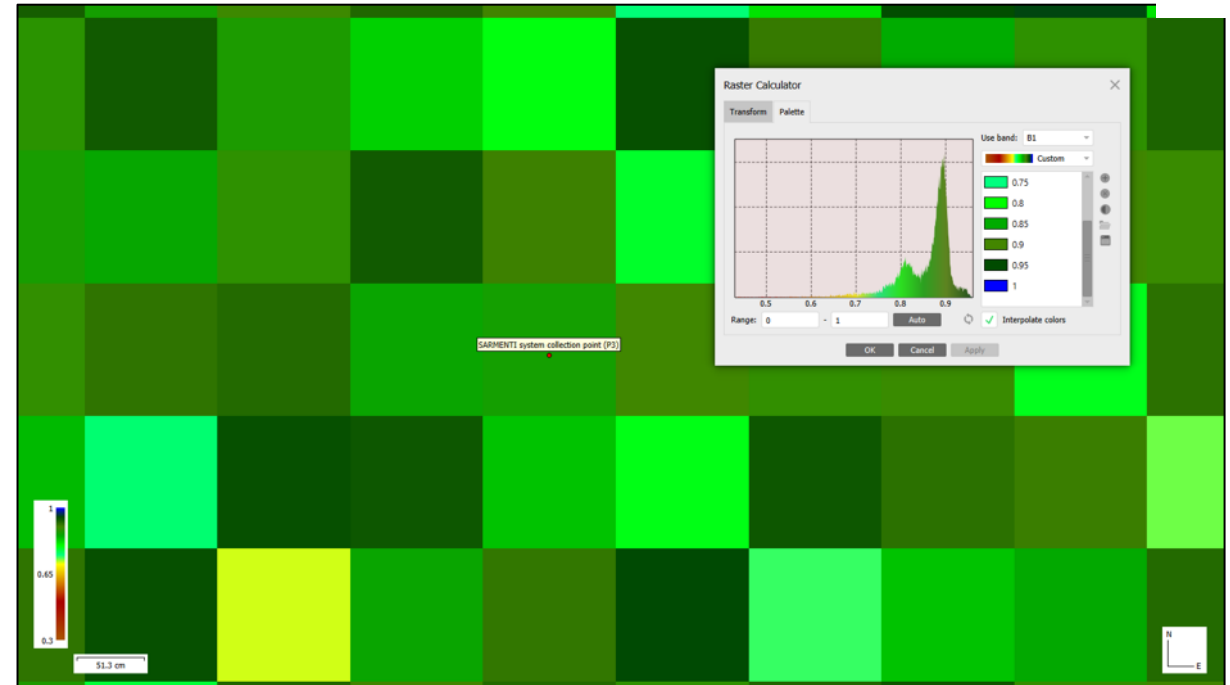 Raster Calculator
Transform Palette
Use band: B1
Custom
0.75
0.8
0.85
0.9
0.95
1
0.5 0.6 0.7 0.8 0.9
Range: 0 - 1 Auto Interpolate colors
OK Cancel Apply
SARMENTI system collection point (P3)
1
0.65
0.3
51.3 cm
N
E